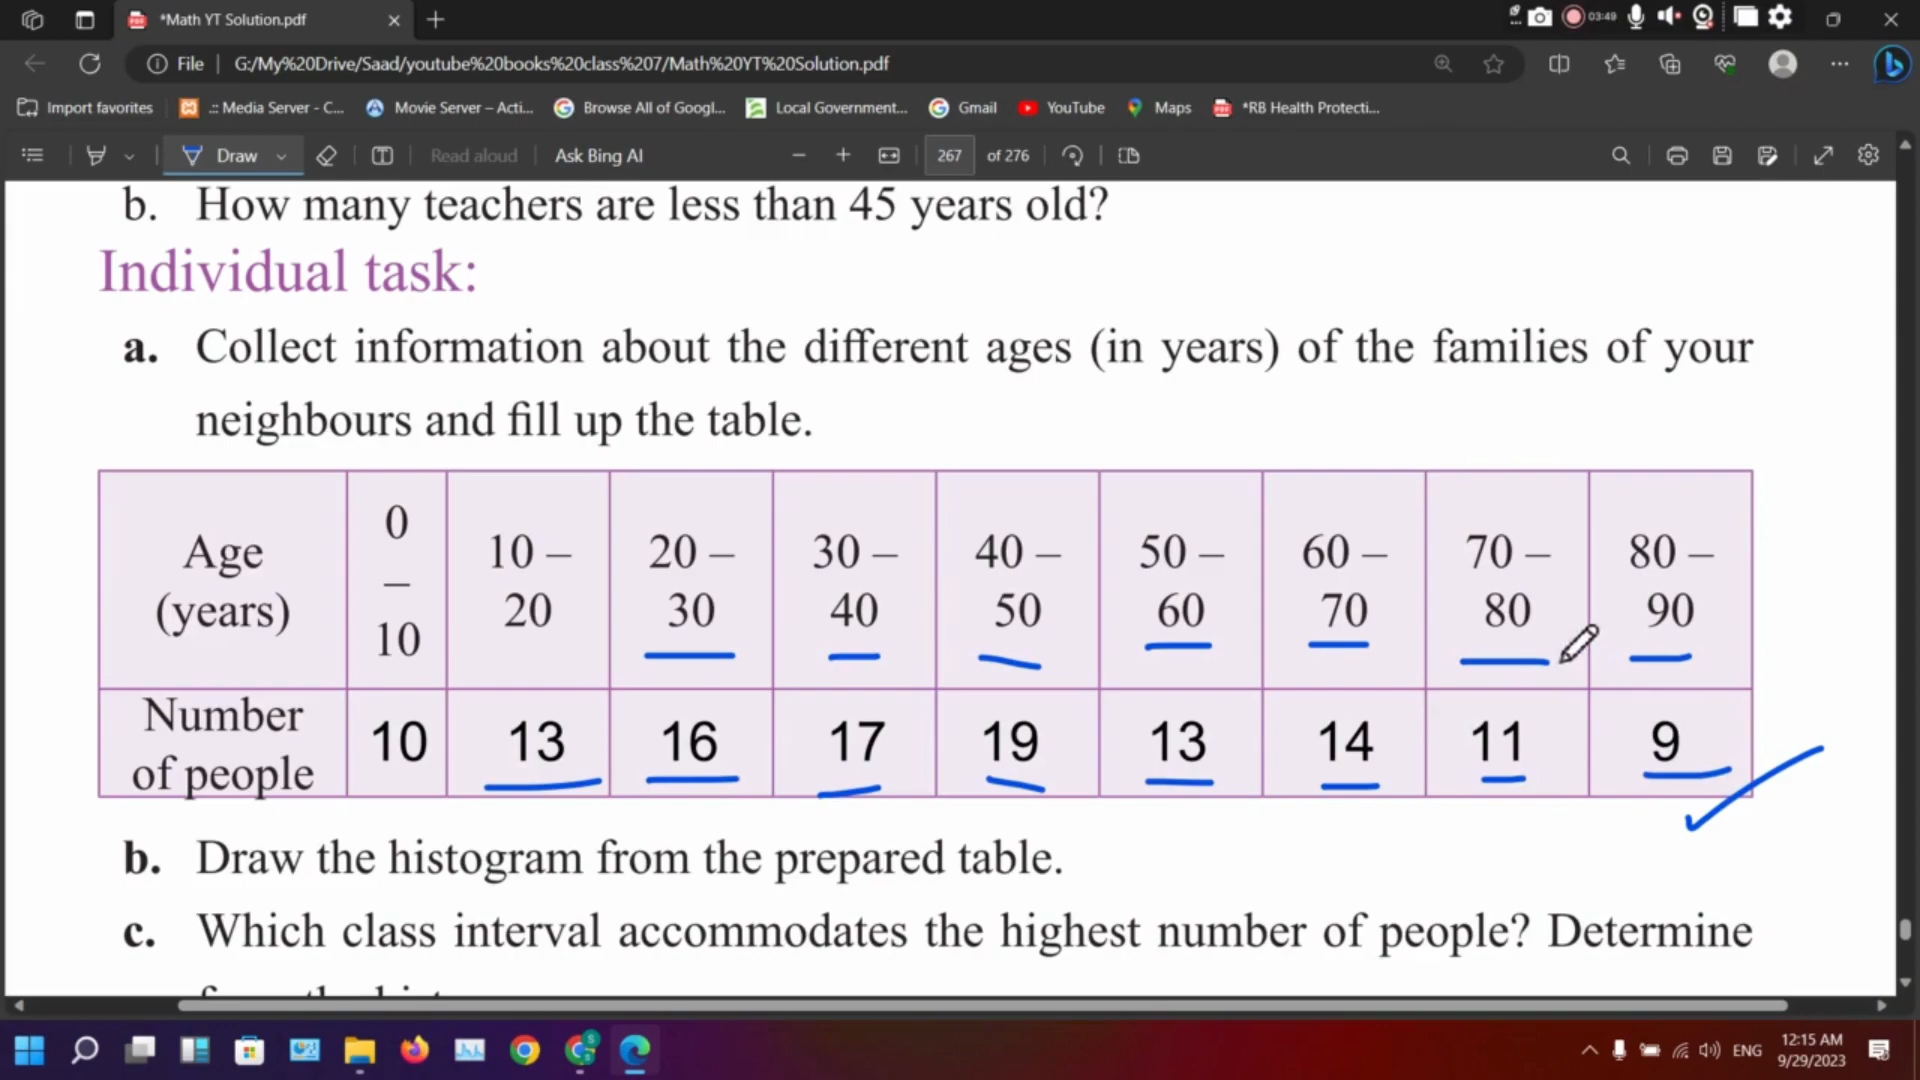 *Math YT Solution.pdf
03:49
File
G:/My%20Drive/Saad/youtube%20books%20class%207/Math%20YT%20Solution.pdf
Import favorites
.:: Media Server - C...
Movie Server – Acti...
Browse All of Googl...
Local Government...
Gmail
YouTube
Maps
*RB Health Protecti...
Draw
Read aloud
Ask Bing AI
267
of 276
b. How many teachers are less than 45 years old?
Individual task:
a. Collect information about the different ages (in years) of the families of your
neighbours and fill up the table.
Age
(years)
0
–
10
10 –
20
20 –
30
30 –
40
40 –
50
50 –
60
60 –
70
70 –
80
80 –
90
Number
of people
10
13
16
17
19
13
14
11
9
b. Draw the histogram from the prepared table.
c. Which class interval accommodates the highest number of people? Determine
ENG
12:15 AM
9/29/2023